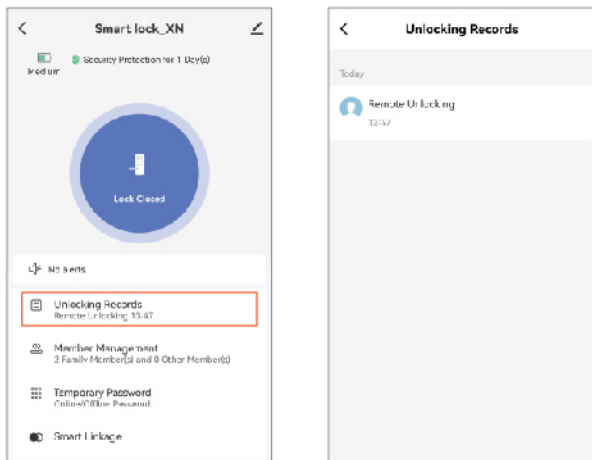 Smart lock_XN
Medium
Security Protection for 1 Day(s)
Lock Closed
No alerts.
Unlocking Records
Remote Unlocking 13:47
Member Management
2 Family Member(s) and 0 Other Member(s)
Temporary Password
Online/Offline Password
Smart Linkage
Unlocking Records
Today
Remote Unlocking
13:47